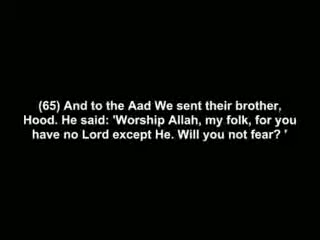 (65) And to the Aad We sent their brother,
Hood. He said: 'Worship Allah, my folk, for you
have no Lord except He. Will you not fear? '